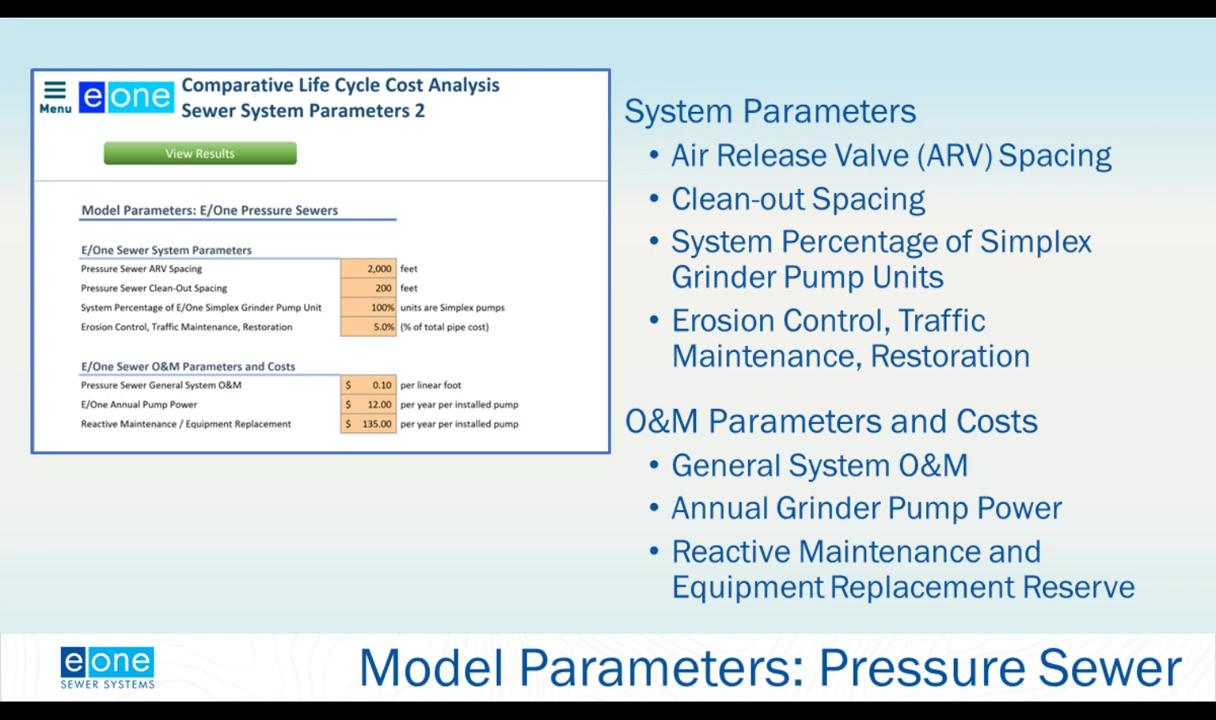 Menu
e one
Comparative Life Cycle Cost Analysis
Sewer System Parameters 2
View Results
Model Parameters: E/One Pressure Sewers
E/One Sewer System Parameters
Pressure Sewer ARV Spacing 2,000 feet
Pressure Sewer Clean-Out Spacing 200 feet
System Percentage of E/One Simplex Grinder Pump Unit 100% units are Simplex pumps
Erosion Control, Traffic Maintenance, Restoration 5.0% (% of total pipe cost)
E/One Sewer O&M Parameters and Costs
Pressure Sewer General System O&M $ 0.10 per linear foot
E/One Annual Pump Power $ 12.00 per year per installed pump
Reactive Maintenance / Equipment Replacement $ 135.00 per year per installed pump
System Parameters
• Air Release Valve (ARV) Spacing
• Clean-out Spacing
• System Percentage of Simplex
Grinder Pump Units
• Erosion Control, Traffic
Maintenance, Restoration
O&M Parameters and Costs
• General System O&M
• Annual Grinder Pump Power
• Reactive Maintenance and
Equipment Replacement Reserve
e one
SEWER SYSTEMS
Model Parameters: Pressure Sewer